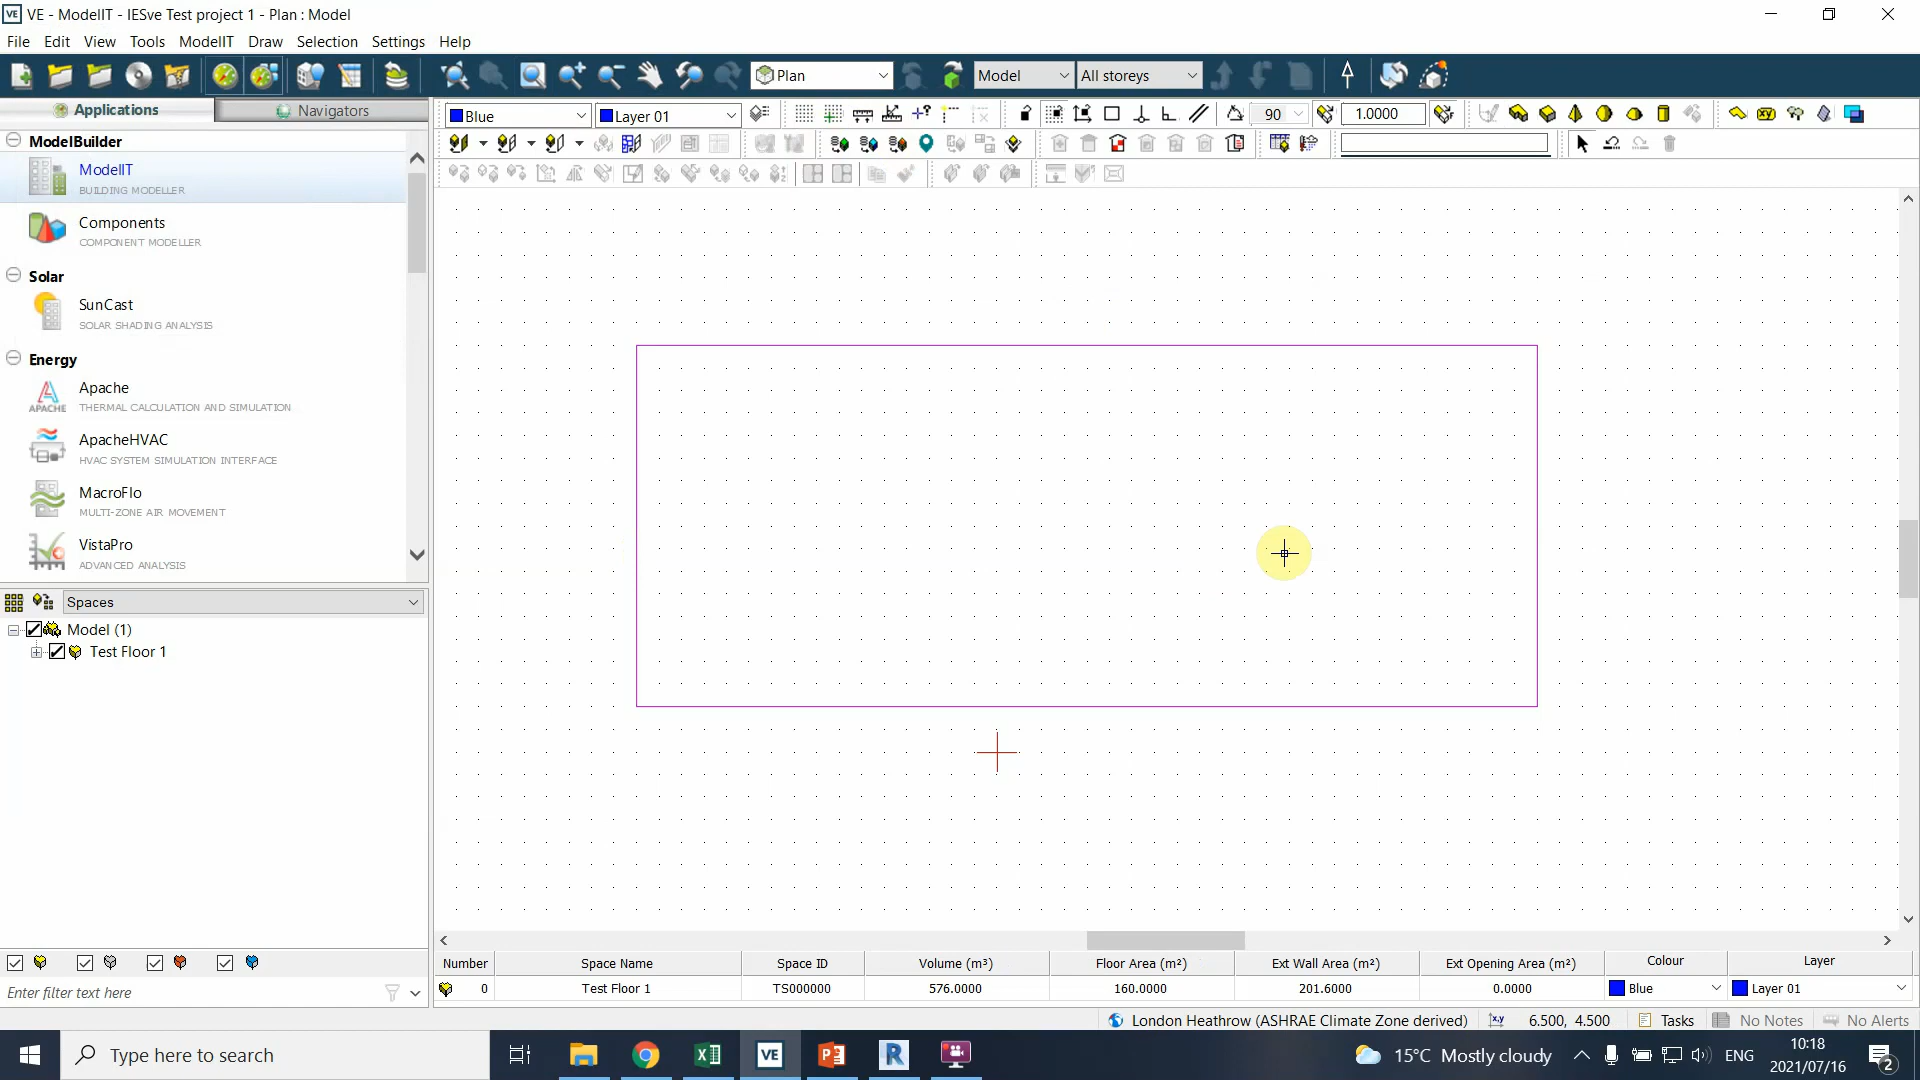 VE VE - ModelIT - IESve Test project 1 - Plan : Model
File Edit View Tools ModelIT Draw Selection Settings Help
Plan Model All storeys
Applications Navigators
Blue Layer 01 90 1.0000
ModelBuilder
ModelIT
BUILDING MODELLER
Components
COMPONENT MODELLER
Solar
SunCast
SOLAR SHADING ANALYSIS
Energy
Apache
APACHE THERMAL CALCULATION AND SIMULATION
ApacheHVAC
HVAC SYSTEM SIMULATION INTERFACE
MacroFlo
MULTI-ZONE AIR MOVEMENT
VistaPro
ADVANCED ANALYSIS
Spaces
Model (1)
Test Floor 1
Enter filter text here
Number Space Name Space ID Volume (m³) Floor Area (m²) Ext Wall Area (m²) Ext Opening Area (m²) Colour Layer
0 Test Floor 1 TS000000 576.0000 160.0000 201.6000 0.0000 Blue Layer 01
London Heathrow (ASHRAE Climate Zone derived) x,y 6.500, 4.500 Tasks No Notes No Alerts
Type here to search
VE
15°C Mostly cloudy
ENG
10:18
2021/07/16
2